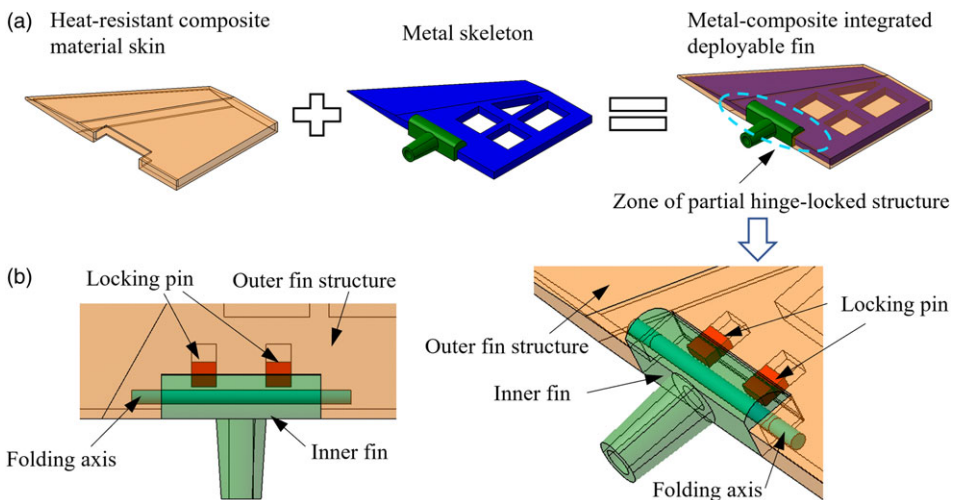 (a)
Heat-resistant composite
material skin
Metal skeleton
Metal-composite integrated
deployable fin
Zone of partial hinge-locked structure
(b)
Locking pin
Outer fin structure
Folding axis
Inner fin
Locking pin
Outer fin structure
Inner fin
Folding axis